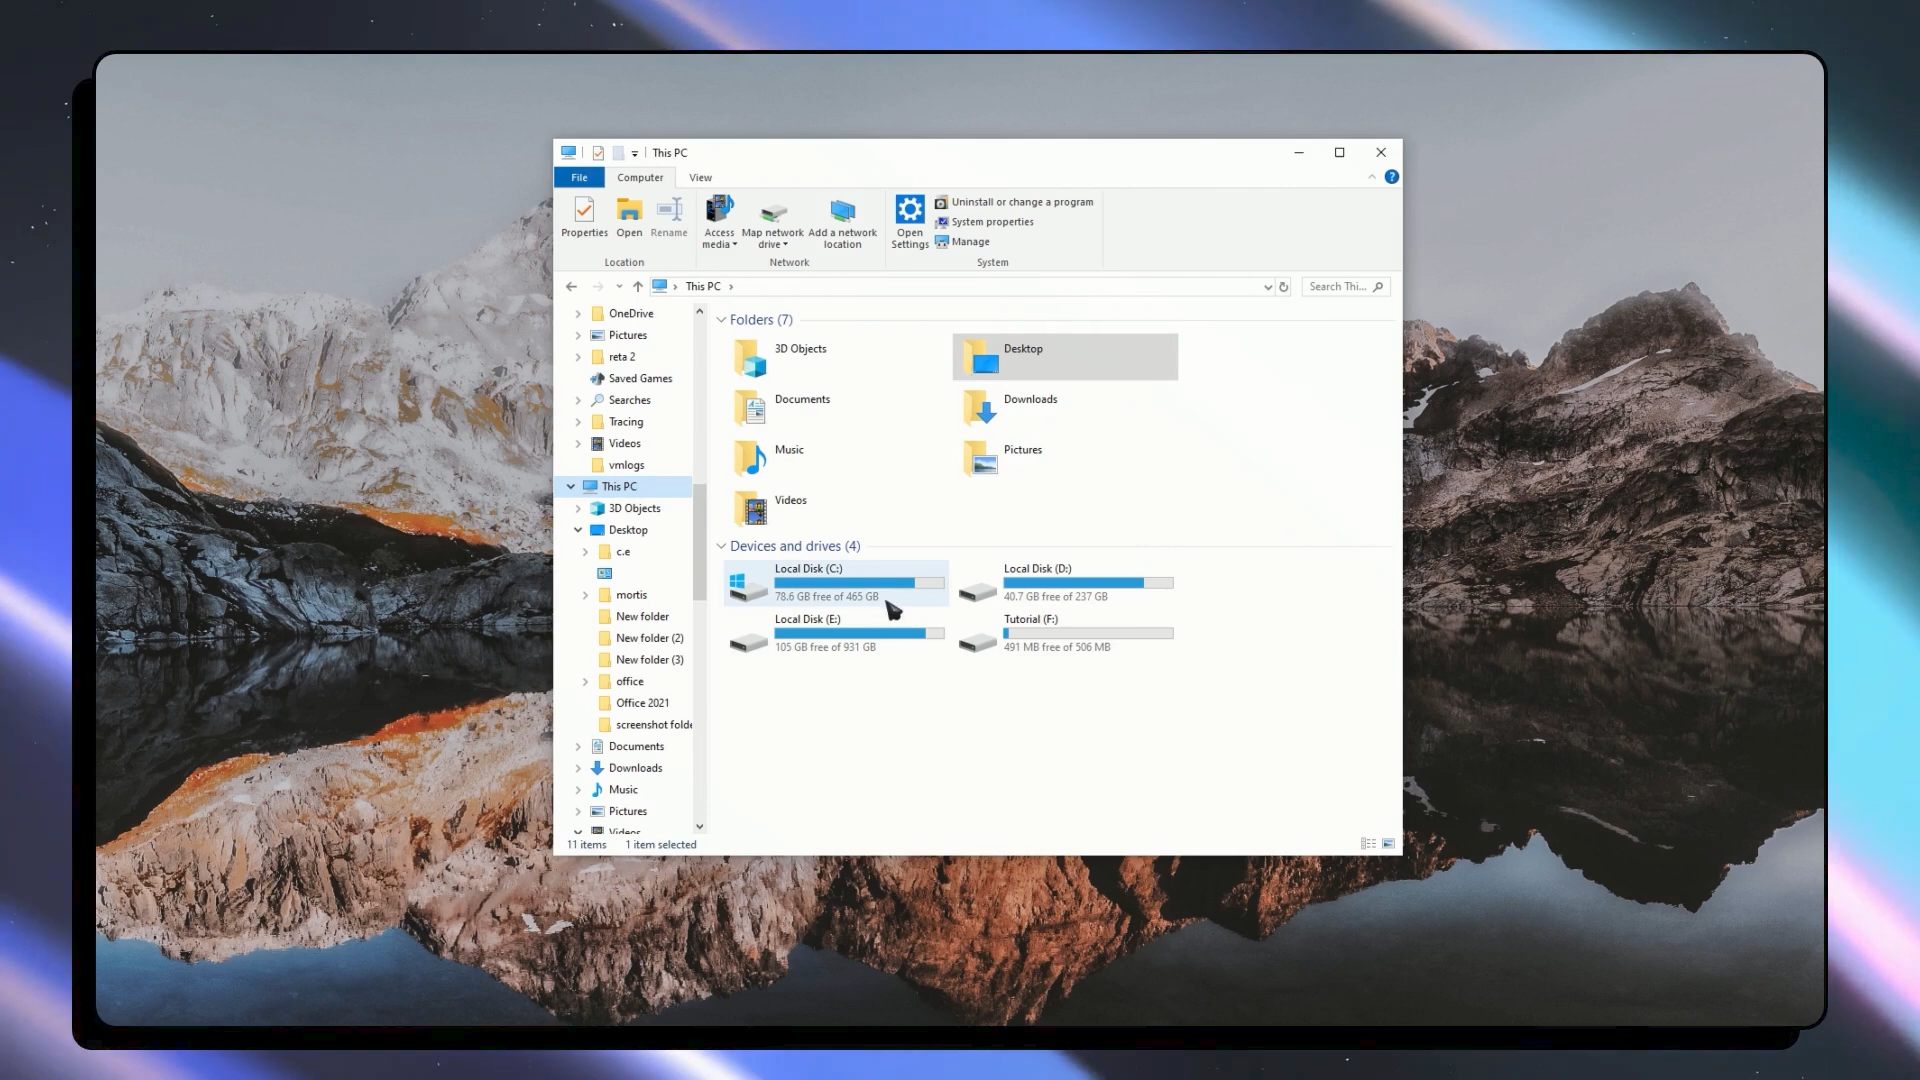 This PC
File
Computer
View
Properties
Open
Rename
Access media
Map network drive
Add a network location
Open Settings
Uninstall or change a program
System properties
Manage
Location
Network
System
This PC
Search Thi...
OneDrive
Pictures
reta 2
Saved Games
Searches
Tracing
Videos
vmlogs
This PC
3D Objects
Desktop
c.e
mortis
New folder
New folder (2)
New folder (3)
office
Office 2021
screenshot folde
Documents
Downloads
Music
Pictures
Videos
Folders (7)
3D Objects
Desktop
Documents
Downloads
Music
Pictures
Videos
Devices and drives (4)
Local Disk (C:)
78.6 GB free of 465 GB
Local Disk (D:)
40.7 GB free of 237 GB
Local Disk (E:)
105 GB free of 931 GB
Tutorial (F:)
491 MB free of 506 MB
11 items
1 item selected